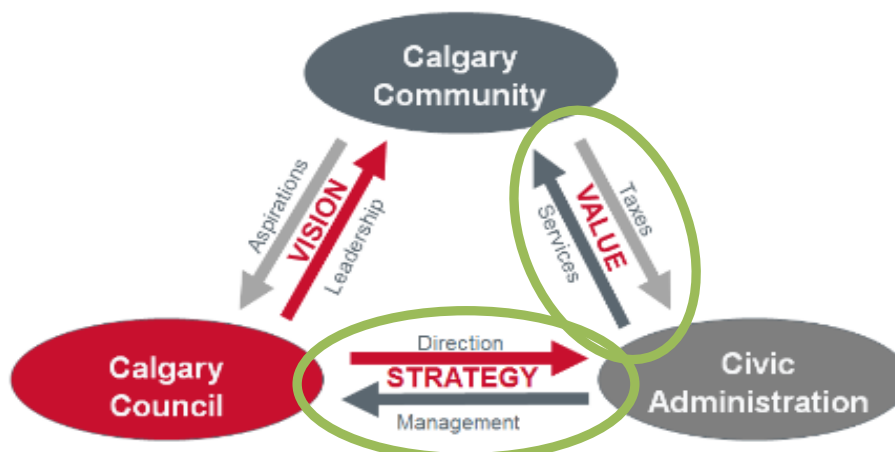 Calgary
Community
Aspirations
VISION
Leadership
Services
VALUE
Taxes
Calgary
Council
Direction
STRATEGY
Management
Civic
Administration